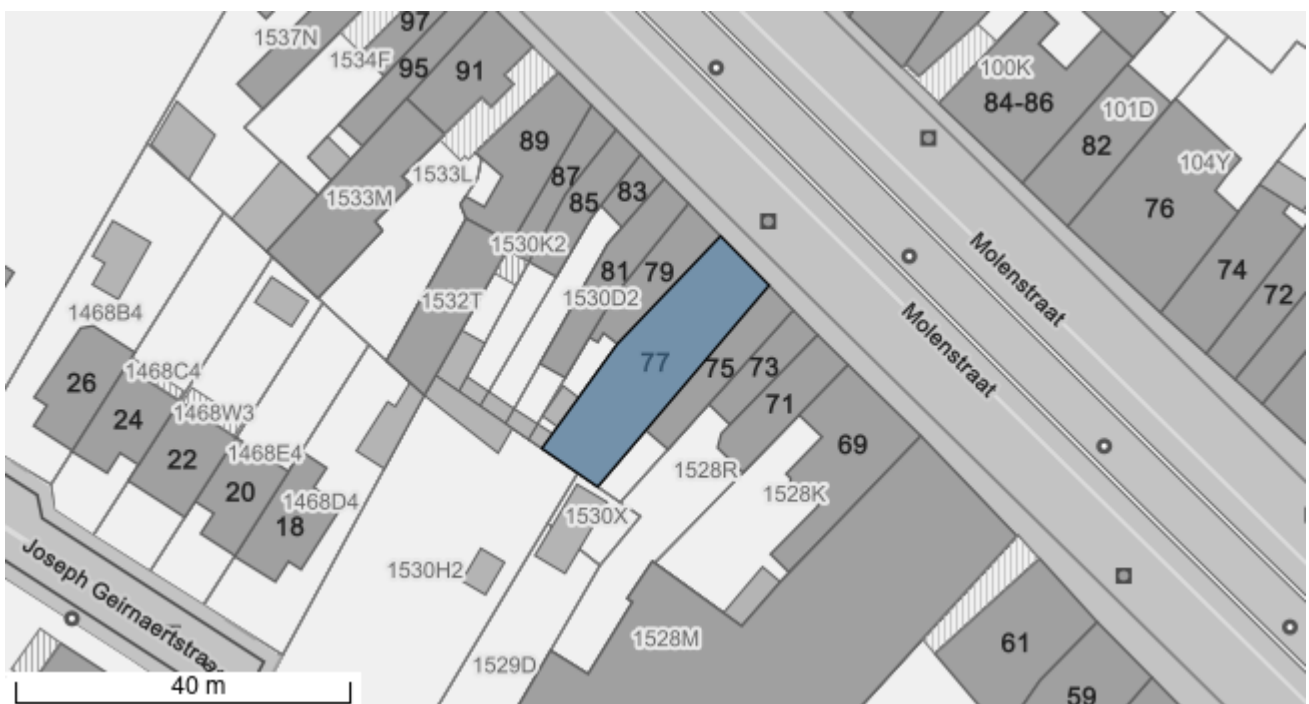 97
1537N
1534F
95
91
100K
84-86
101D
89
82
1533L
87
104Y
1533M
85
83
76
1530K2
Molenstraat
81
79
74
1532T
1530D2
72
1468B4
Molenstraat
77
75
73
1468C4
26
71
1468W3
24
69
1468E4
22
1528R
20
1468D4
1528K
18
1530X
Joseph Geirnaertstraat
1530H2
1528M
61
1529D
40 m
59